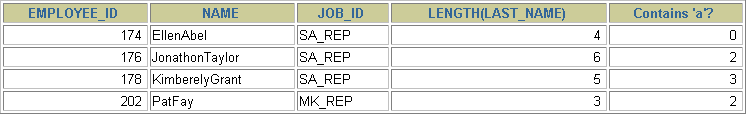 EMPLOYEE_ID NAME JOB_ID LENGTH(LAST_NAME) Contains 'a'?
174 EllenAbel SA_REP 4 0
176 JonathonTaylor SA_REP 6 2
178 KimberelyGrant SA_REP 5 3
202 PatFay MK_REP 3 2